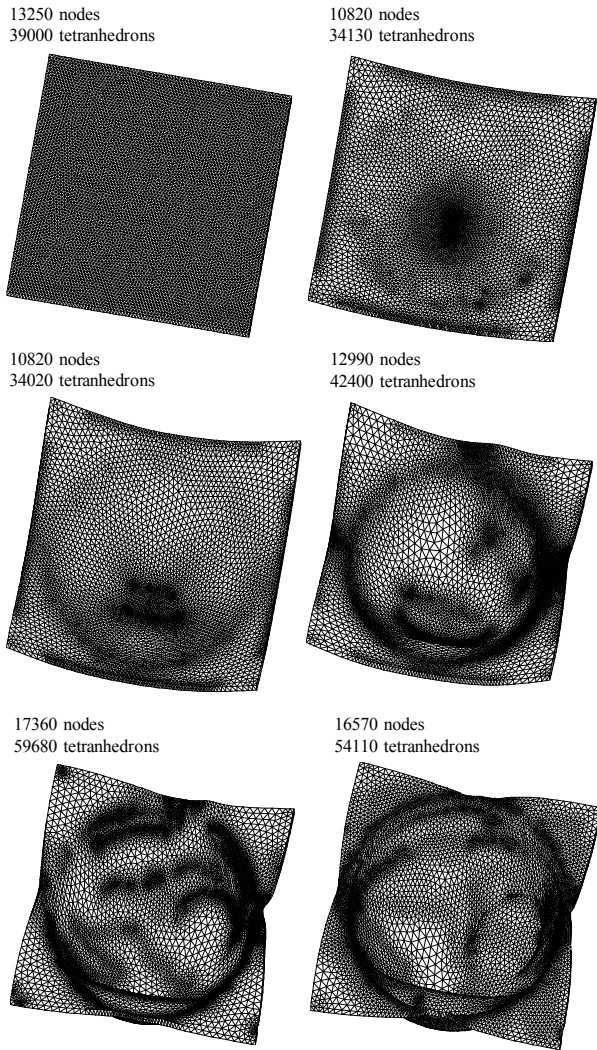 13250 nodes
39000 tetranhedrons
10820 nodes
34130 tetranhedrons
10820 nodes
34020 tetranhedrons
12990 nodes
42400 tetranhedrons
17360 nodes
59680 tetranhedrons
16570 nodes
54110 tetranhedrons